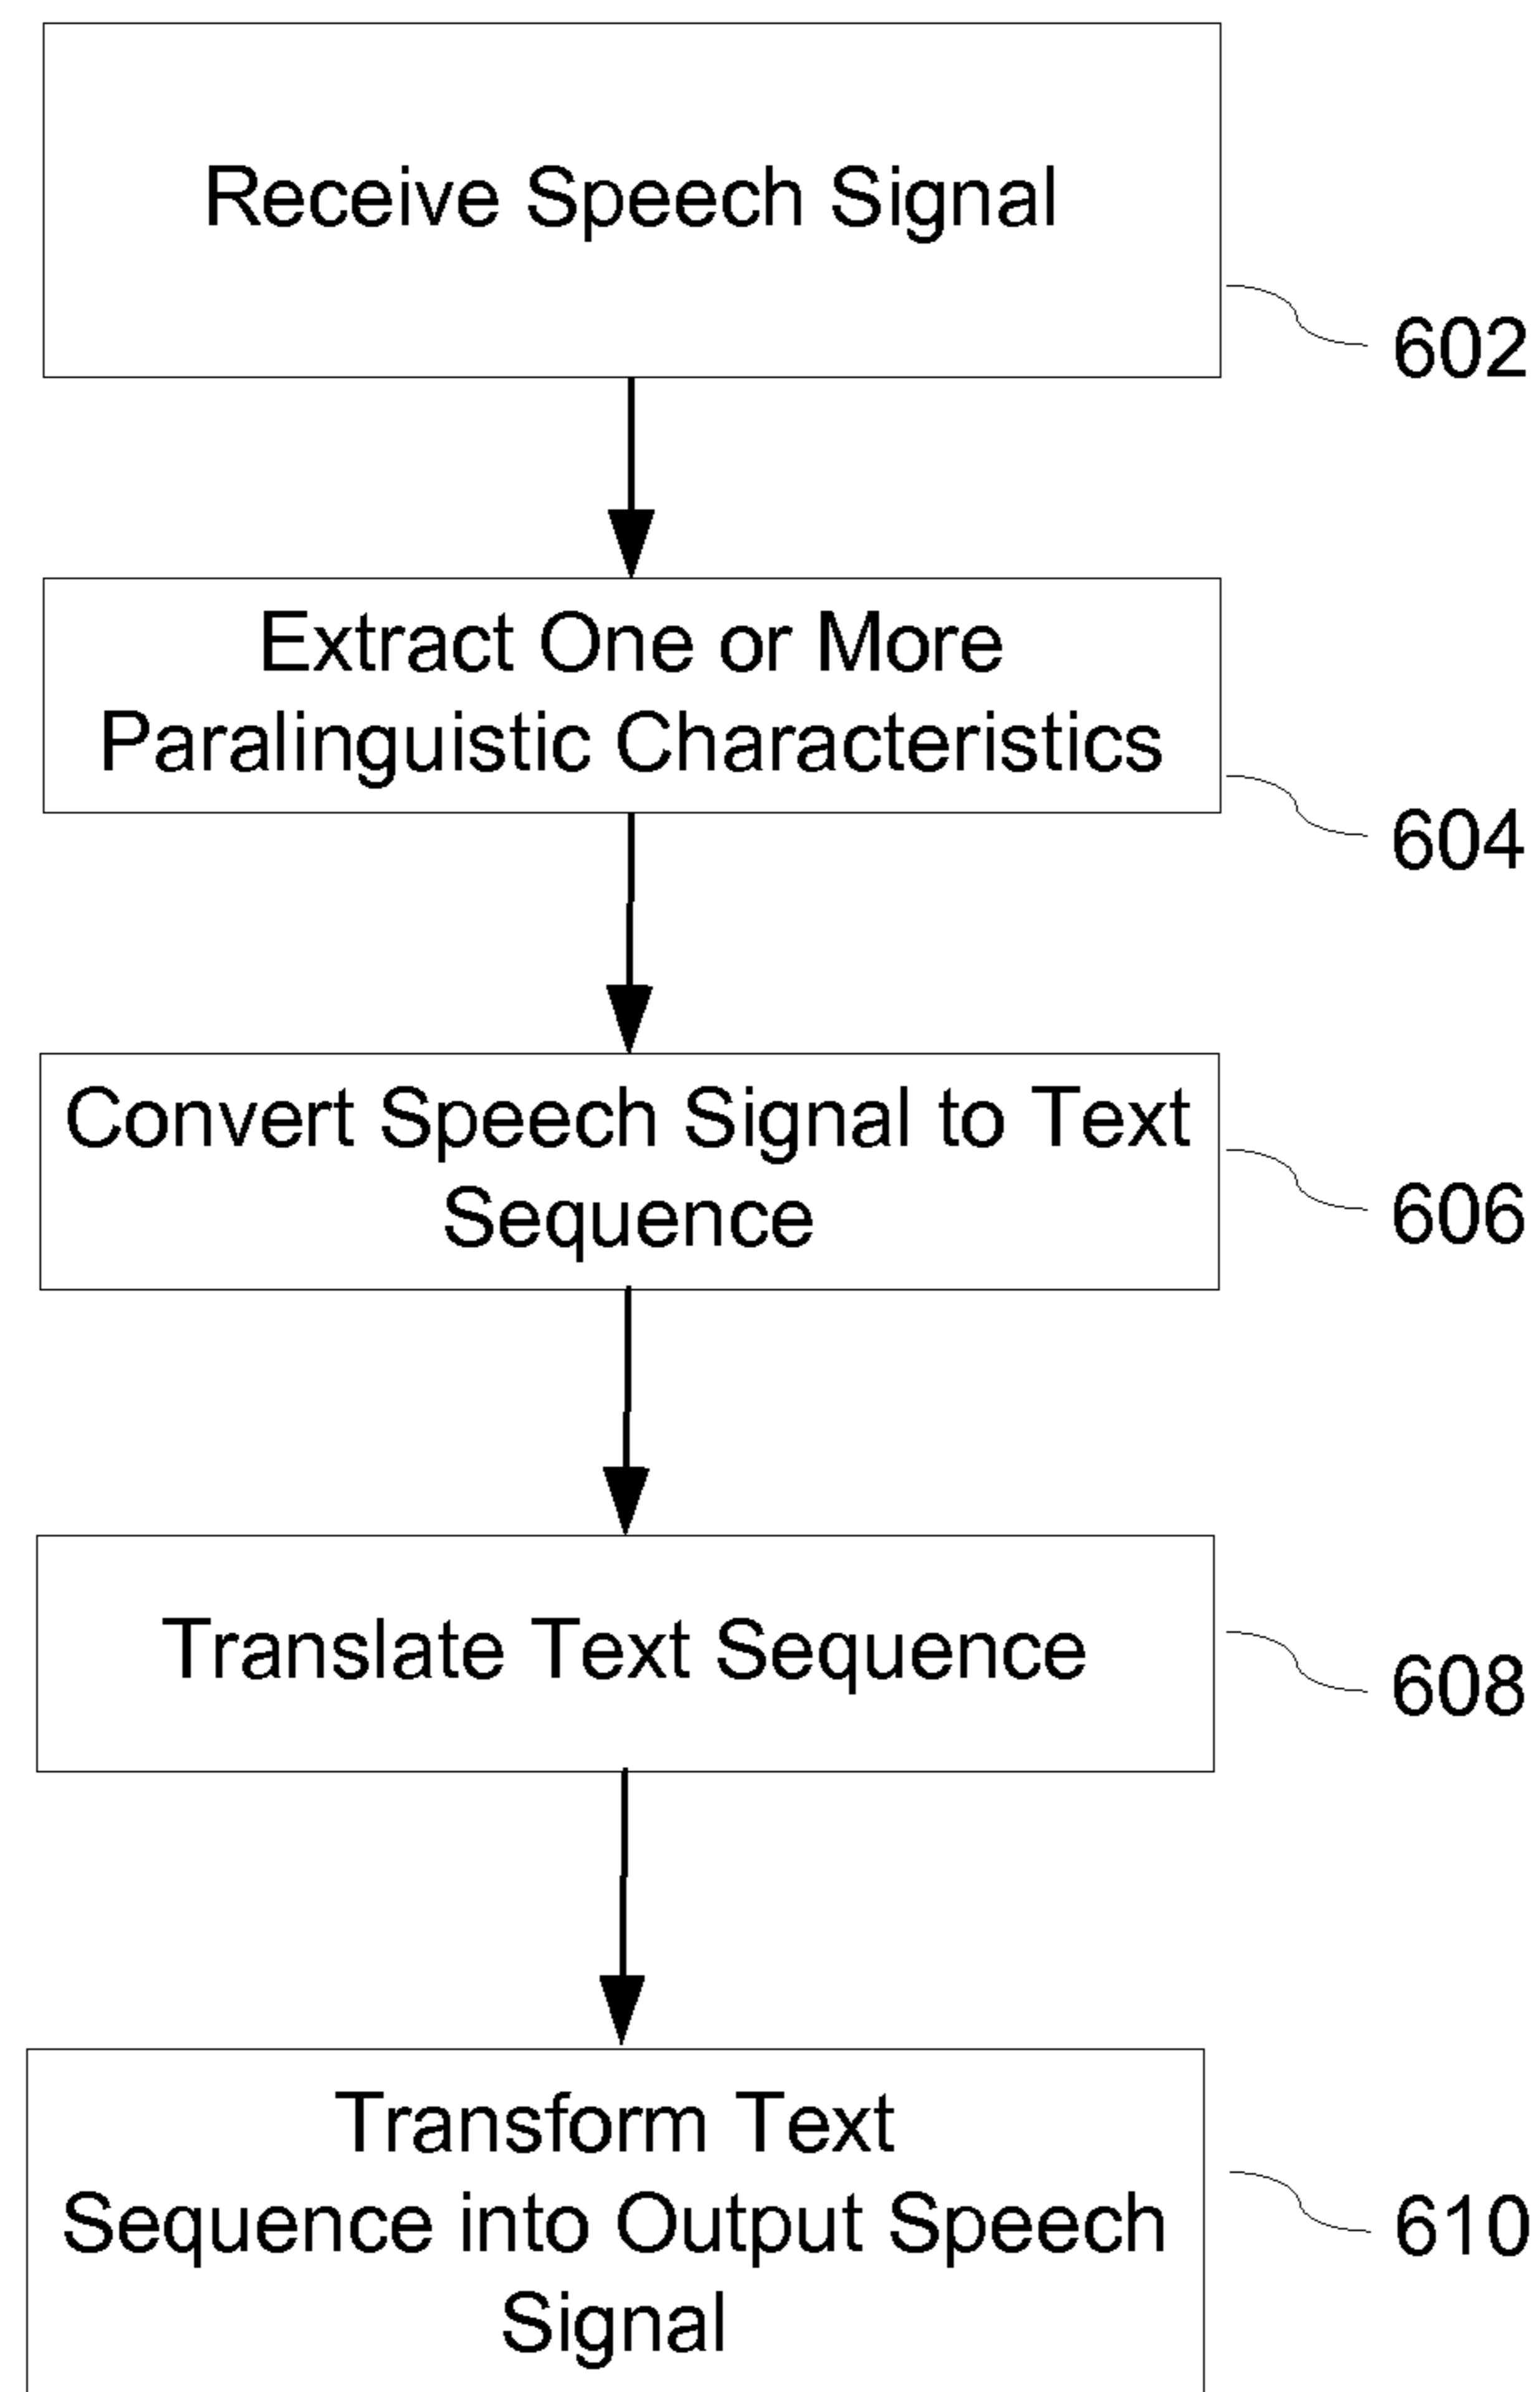 Receive Speech Signal
602
Extract One or More
Paralinguistic Characteristics
604
Convert Speech Signal to Text
Sequence
606
Translate Text Sequence
608
Transform Text
Sequence into Output Speech
Signal
610